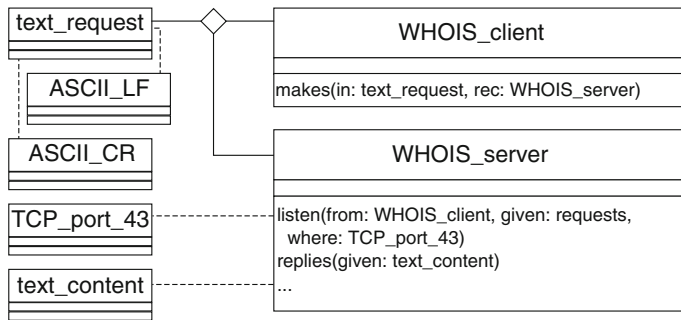 text_request
WHOIS_client
makes(in: text_request, rec: WHOIS_server)
ASCII_LF
ASCII_CR
WHOIS_server
TCP_port_43
listen(from: WHOIS_client, given: requests,
where: TCP_port_43)
replies(given: text_content)
...
text_content